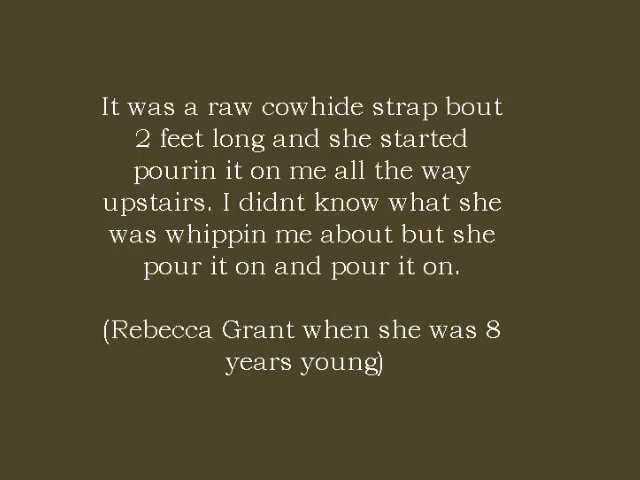 It was a raw cowhide strap bout
2 feet long and she started
pourin it on me all the way
upstairs. I didnt know what she
was whippin me about but she
pour it on and pour it on.
(Rebecca Grant when she was 8
years young)